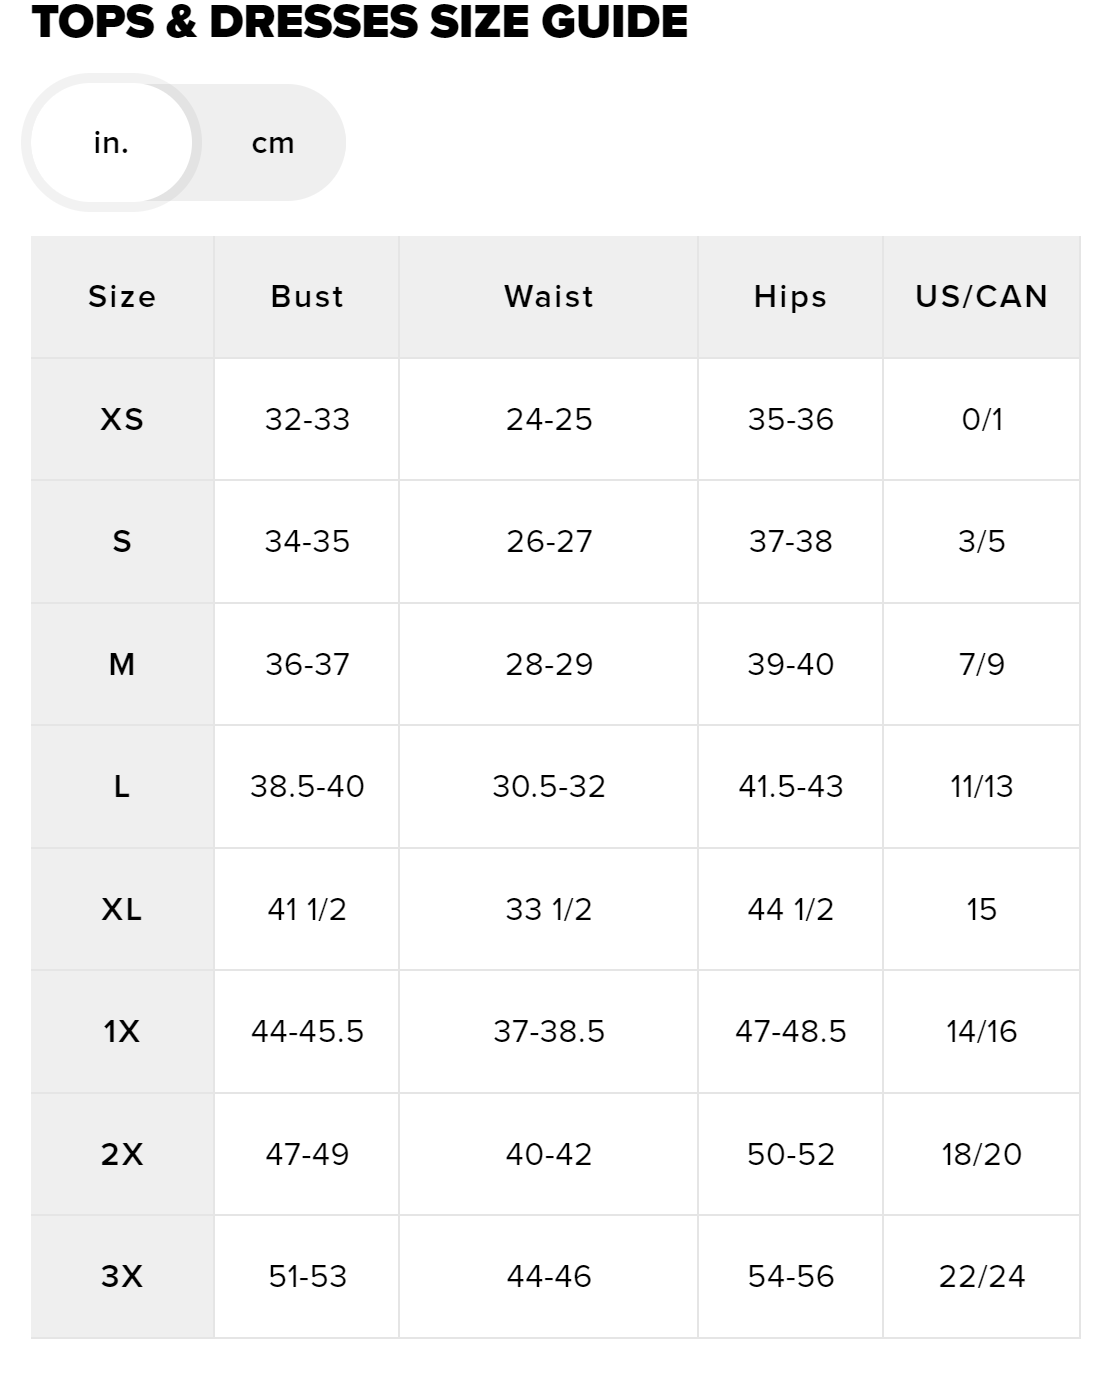 TOPS & DRESSES SIZE GUIDE
in. cm
Size Bust Waist Hips US/CAN
XS 32-33 24-25 35-36 0/1
S 34-35 26-27 37-38 3/5
M 36-37 28-29 39-40 7/9
L 38.5-40 30.5-32 41.5-43 11/13
XL 41 1/2 33 1/2 44 1/2 15
1X 44-45.5 37-38.5 47-48.5 14/16
2X 47-49 40-42 50-52 18/20
3X 51-53 44-46 54-56 22/24